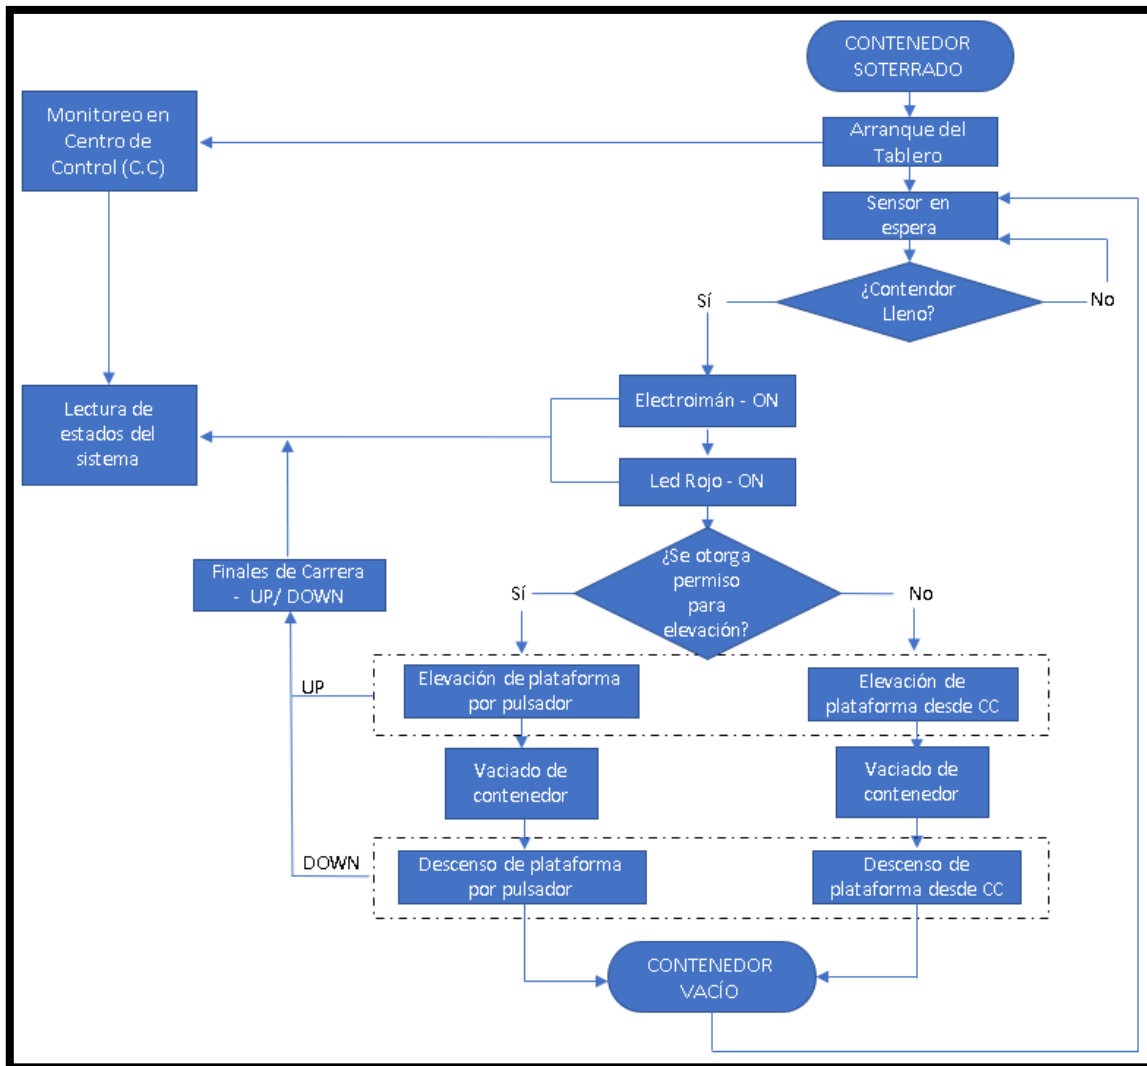 CONTENEDOR
SOTERRADO
Monitoreo en
Centro de
Control (C.C)
Arranque del
Tablero
Sensor en
espera
¿Contendor
Lleno?
Sí
No
Electroimán - ON
Lectura de
estados del
sistema
Led Rojo - ON
¿Se otorga
permiso
para
elevación?
Sí
No
Finales de Carrera
- UP/ DOWN
UP
Elevación de plataforma
por pulsador
Elevación de
plataforma desde CC
Vaciado de
contenedor
Vaciado de
contenedor
DOWN
Descenso de plataforma
por pulsador
Descenso de
plataforma desde CC
CONTENEDOR
VACÍO